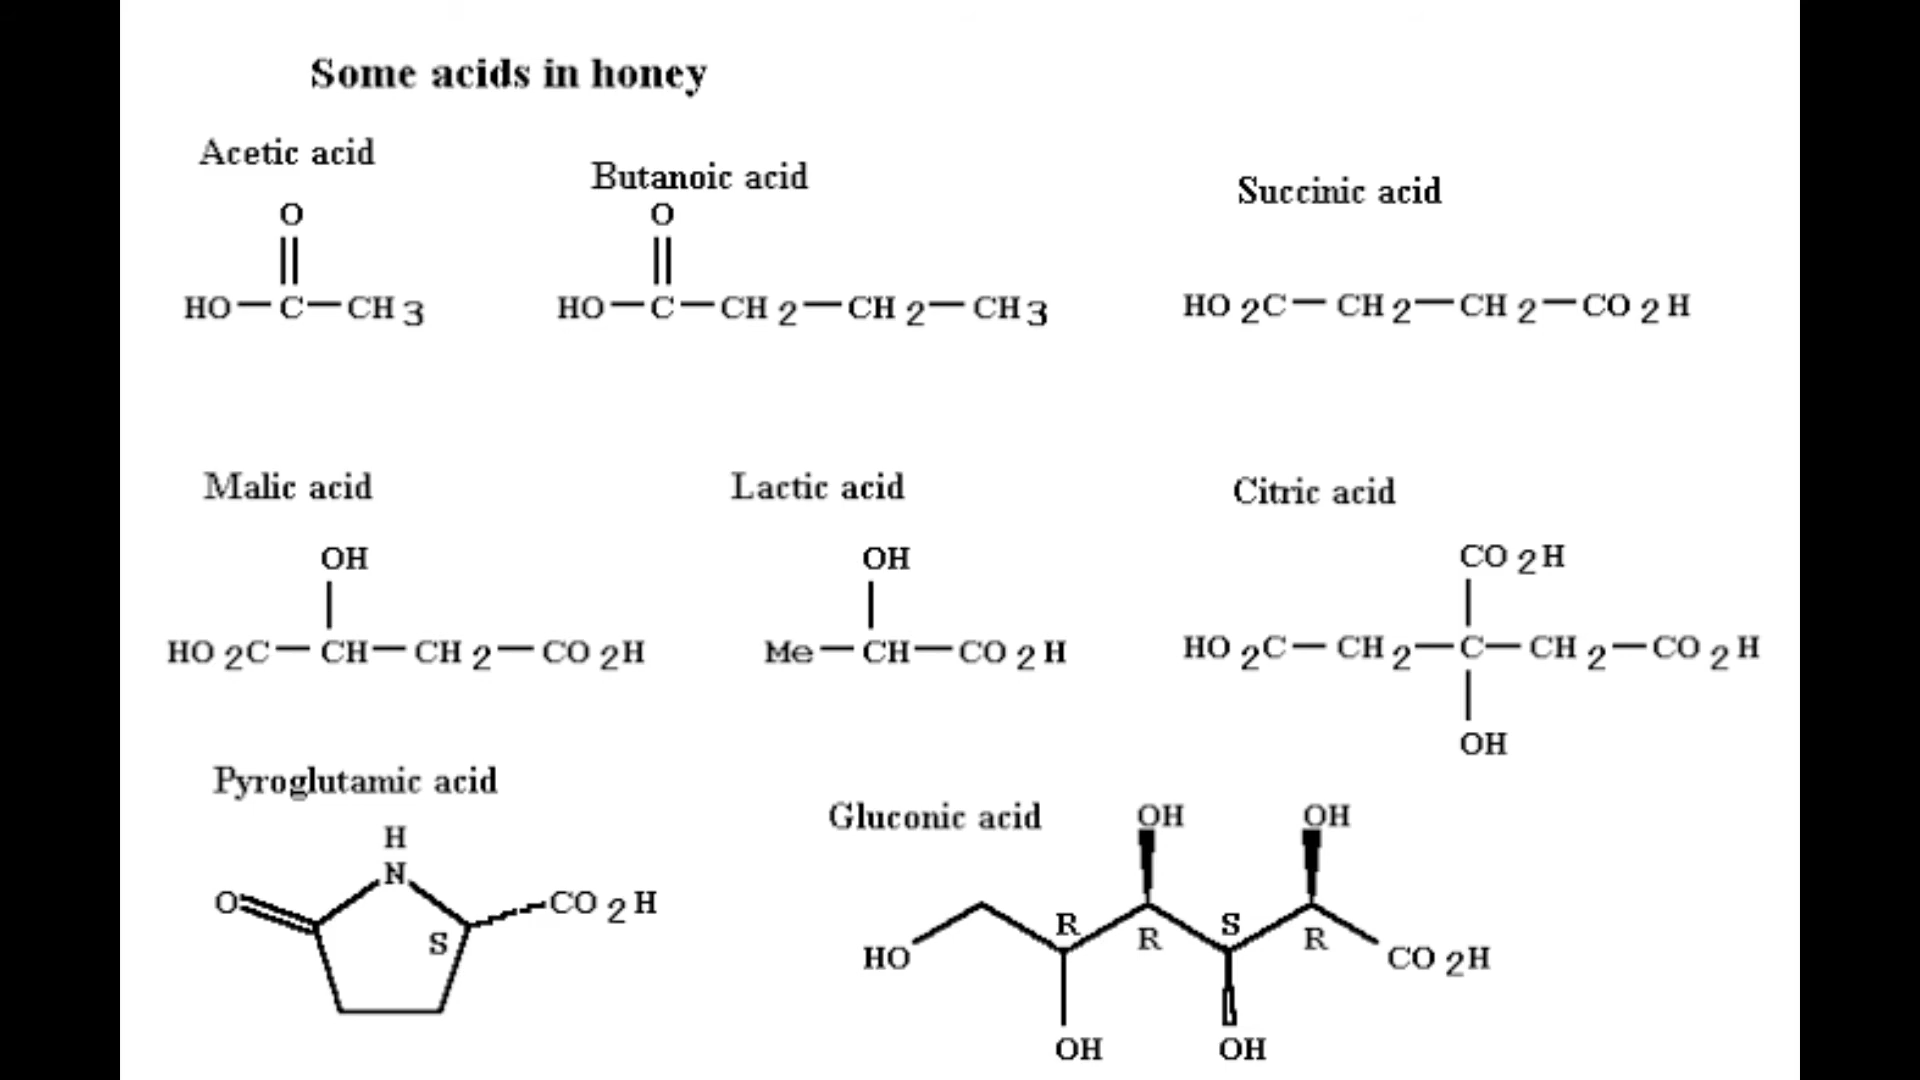 Some acids in honey
Acetic acid
O
HO C CH3
Butanoic acid
O
HO C CH2 CH2 CH3
Succinic acid
HO2C CH2 CH2 CO2H
Malic acid
OH
HO2C CH CH2 CO2H
Lactic acid
OH
Me CH CO2H
Citric acid
CO2H
HO2C CH2 C CH2 CO2H
OH
Pyroglutamic acid
H
N
O CO2H
S
Gluconic acid
OH OH
R S
R R
HO CO2H
OH OH